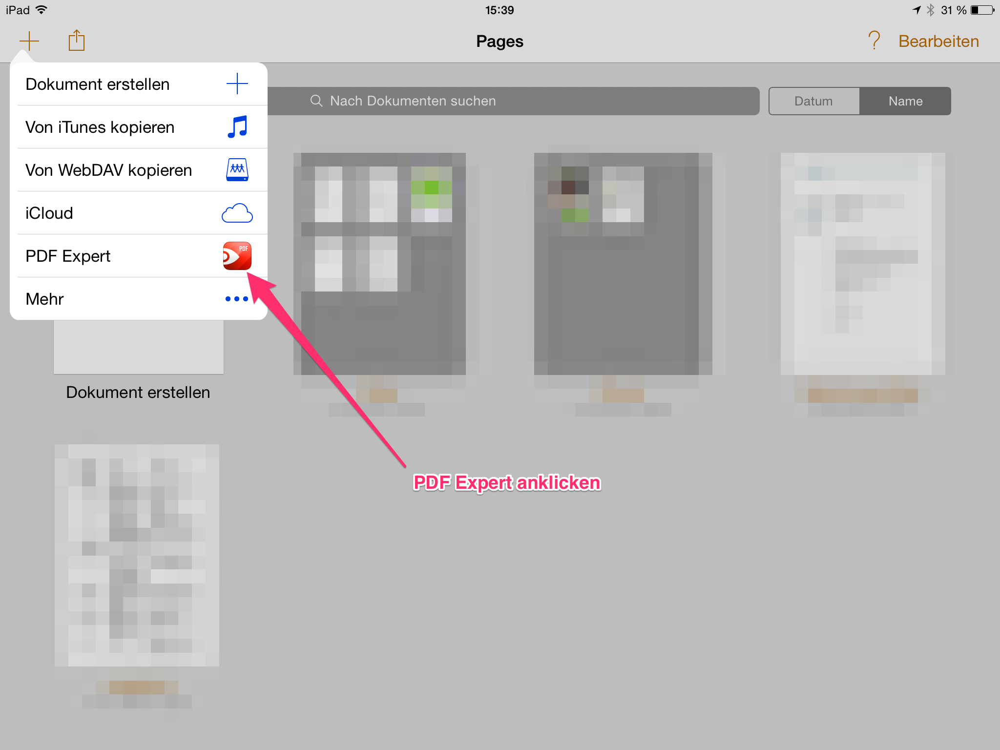 iPad
15:39
31 %
Pages
Bearbeiten
Dokument erstellen
Von iTunes kopieren
Von WebDAV kopieren
iCloud
PDF Expert
PDF
Mehr
Nach Dokumenten suchen
Datum
Name
Dokument erstellen
PDF Expert anklicken